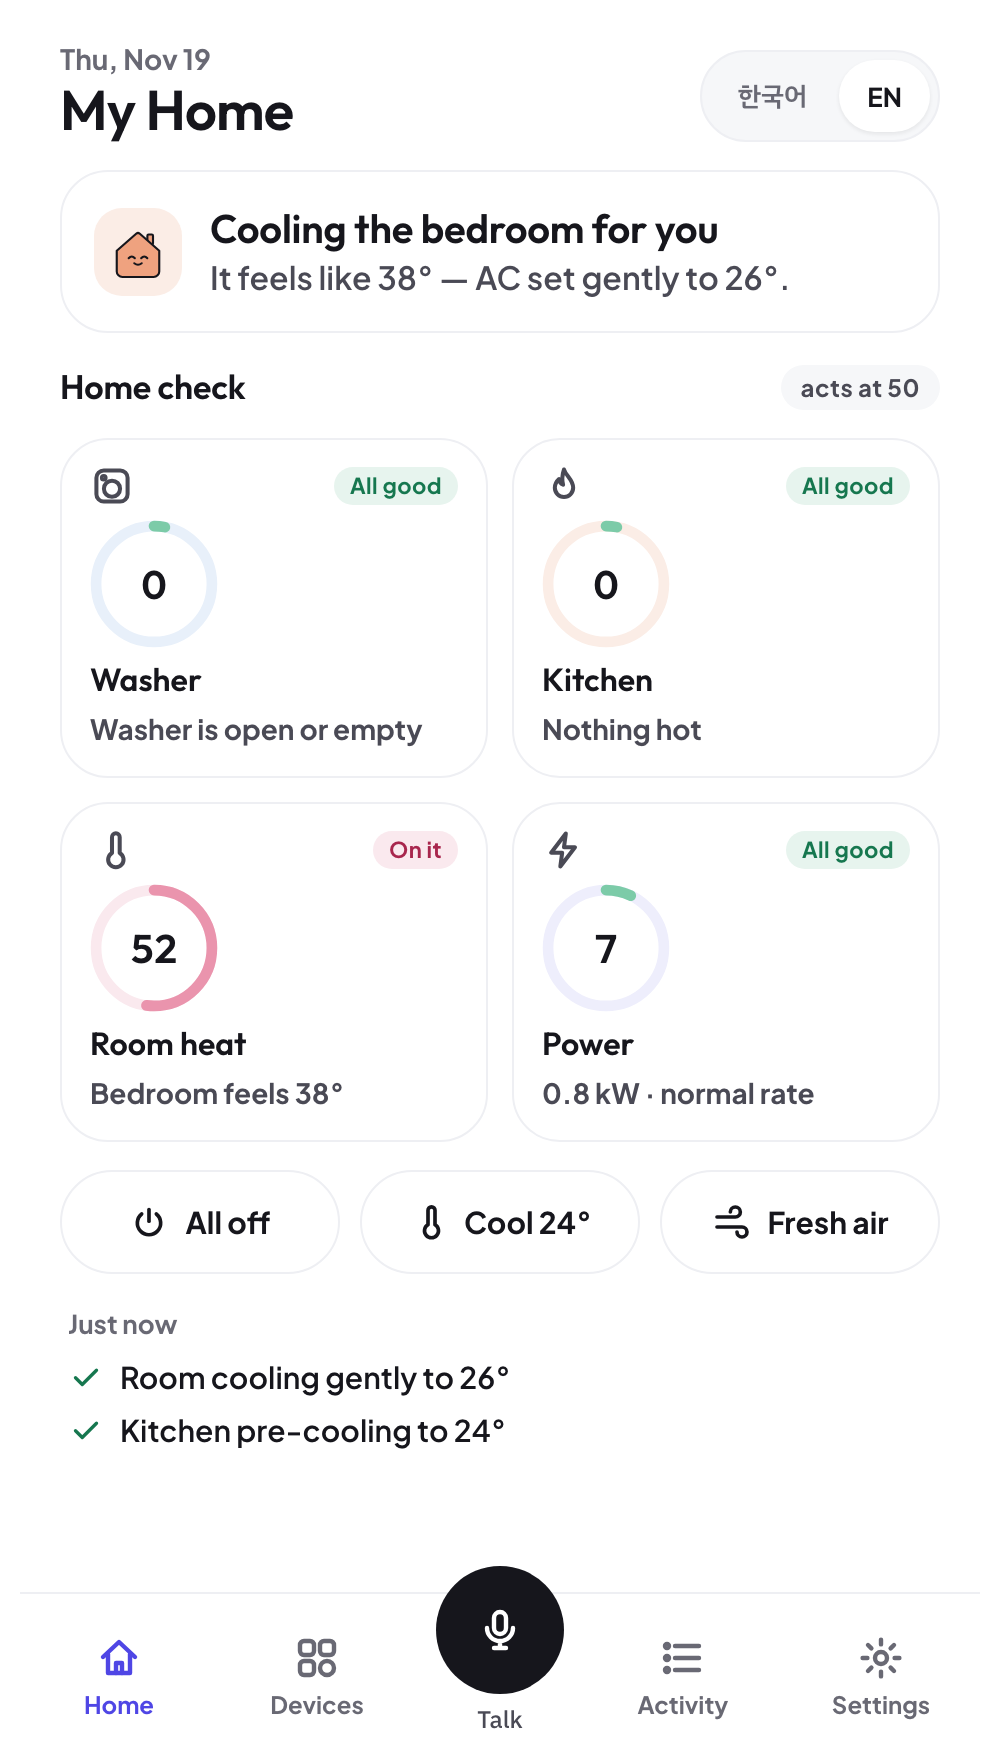 Thu, Nov 19
My Home
한국어
EN
Cooling the bedroom for you
It feels like 38° — AC set gently to 26°.
Home check
acts at 50
All good
0
Washer
Washer is open or empty
All good
0
Kitchen
Nothing hot
On it
52
Room heat
Bedroom feels 38°
All good
7
Power
0.8 kW · normal rate
All off
Cool 24°
Fresh air
Just now
Room cooling gently to 26°
Kitchen pre-cooling to 24°
Home
Devices
Talk
Activity
Settings